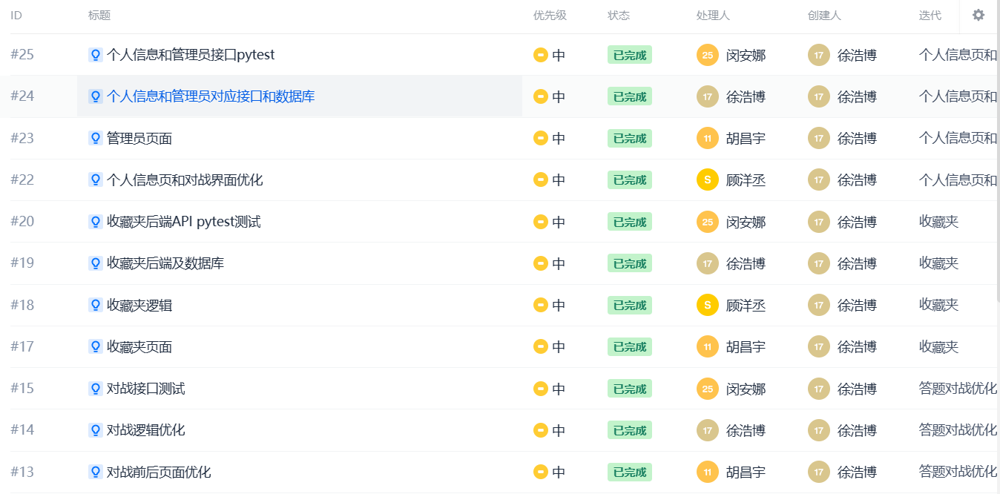 ID 标题 优先级 状态 处理人 创建人 迭代
#25 个人信息和管理员接口pytest 中 已完成 25 闵安娜 17 徐浩博 个人信息页和
#24 个人信息和管理员对应接口和数据库 中 已完成 17 徐浩博 17 徐浩博 个人信息页和
#23 管理员页面 中 已完成 11 胡昌宇 17 徐浩博 个人信息页和
#22 个人信息页和对战界面优化 中 已完成 S 顾洋丞 17 徐浩博 个人信息页和
#20 收藏夹后端API pytest测试 中 已完成 25 闵安娜 17 徐浩博 收藏夹
#19 收藏夹后端及数据库 中 已完成 17 徐浩博 17 徐浩博 收藏夹
#18 收藏夹逻辑 中 已完成 S 顾洋丞 17 徐浩博 收藏夹
#17 收藏夹页面 中 已完成 11 胡昌宇 17 徐浩博 收藏夹
#15 对战接口测试 中 已完成 25 闵安娜 17 徐浩博 答题对战优化
#14 对战逻辑优化 中 已完成 17 徐浩博 17 徐浩博 答题对战优化
#13 对战前后页面优化 中 已完成 11 胡昌宇 17 徐浩博 答题对战优化